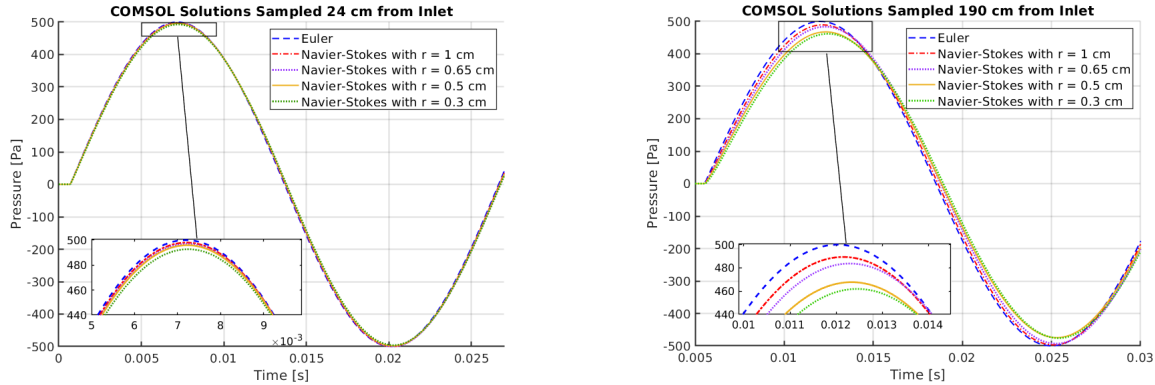 COMSOL Solutions Sampled 24 cm from Inlet
500
400
300
200
100
0
-100
-200
-300
-400
-500
Pressure [Pa]
Euler
Navier-Stokes with r = 1 cm
Navier-Stokes with r = 0.65 cm
Navier-Stokes with r = 0.5 cm
Navier-Stokes with r = 0.3 cm
500
480
460
440
5 6 7 8 9
×10⁻³
0 0.005 0.01 0.015 0.02 0.025
Time [s]
COMSOL Solutions Sampled 190 cm from Inlet
500
400
300
200
100
0
-100
-200
-300
-400
-500
Pressure [Pa]
Euler
Navier-Stokes with r = 1 cm
Navier-Stokes with r = 0.65 cm
Navier-Stokes with r = 0.5 cm
Navier-Stokes with r = 0.3 cm
500
480
460
440
0.01 0.011 0.012 0.013 0.014
0.005 0.01 0.015 0.02 0.025 0.03
Time [s]